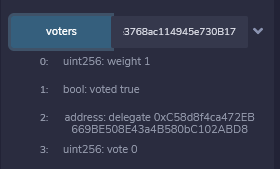 voters 3768ac114945e730B17
0: uint256: weight 1
1: bool: voted true
2: address: delegate 0xC58d8f4ca472EB
669BE508E43a4B580bC102ABD8
3: uint256: vote 0